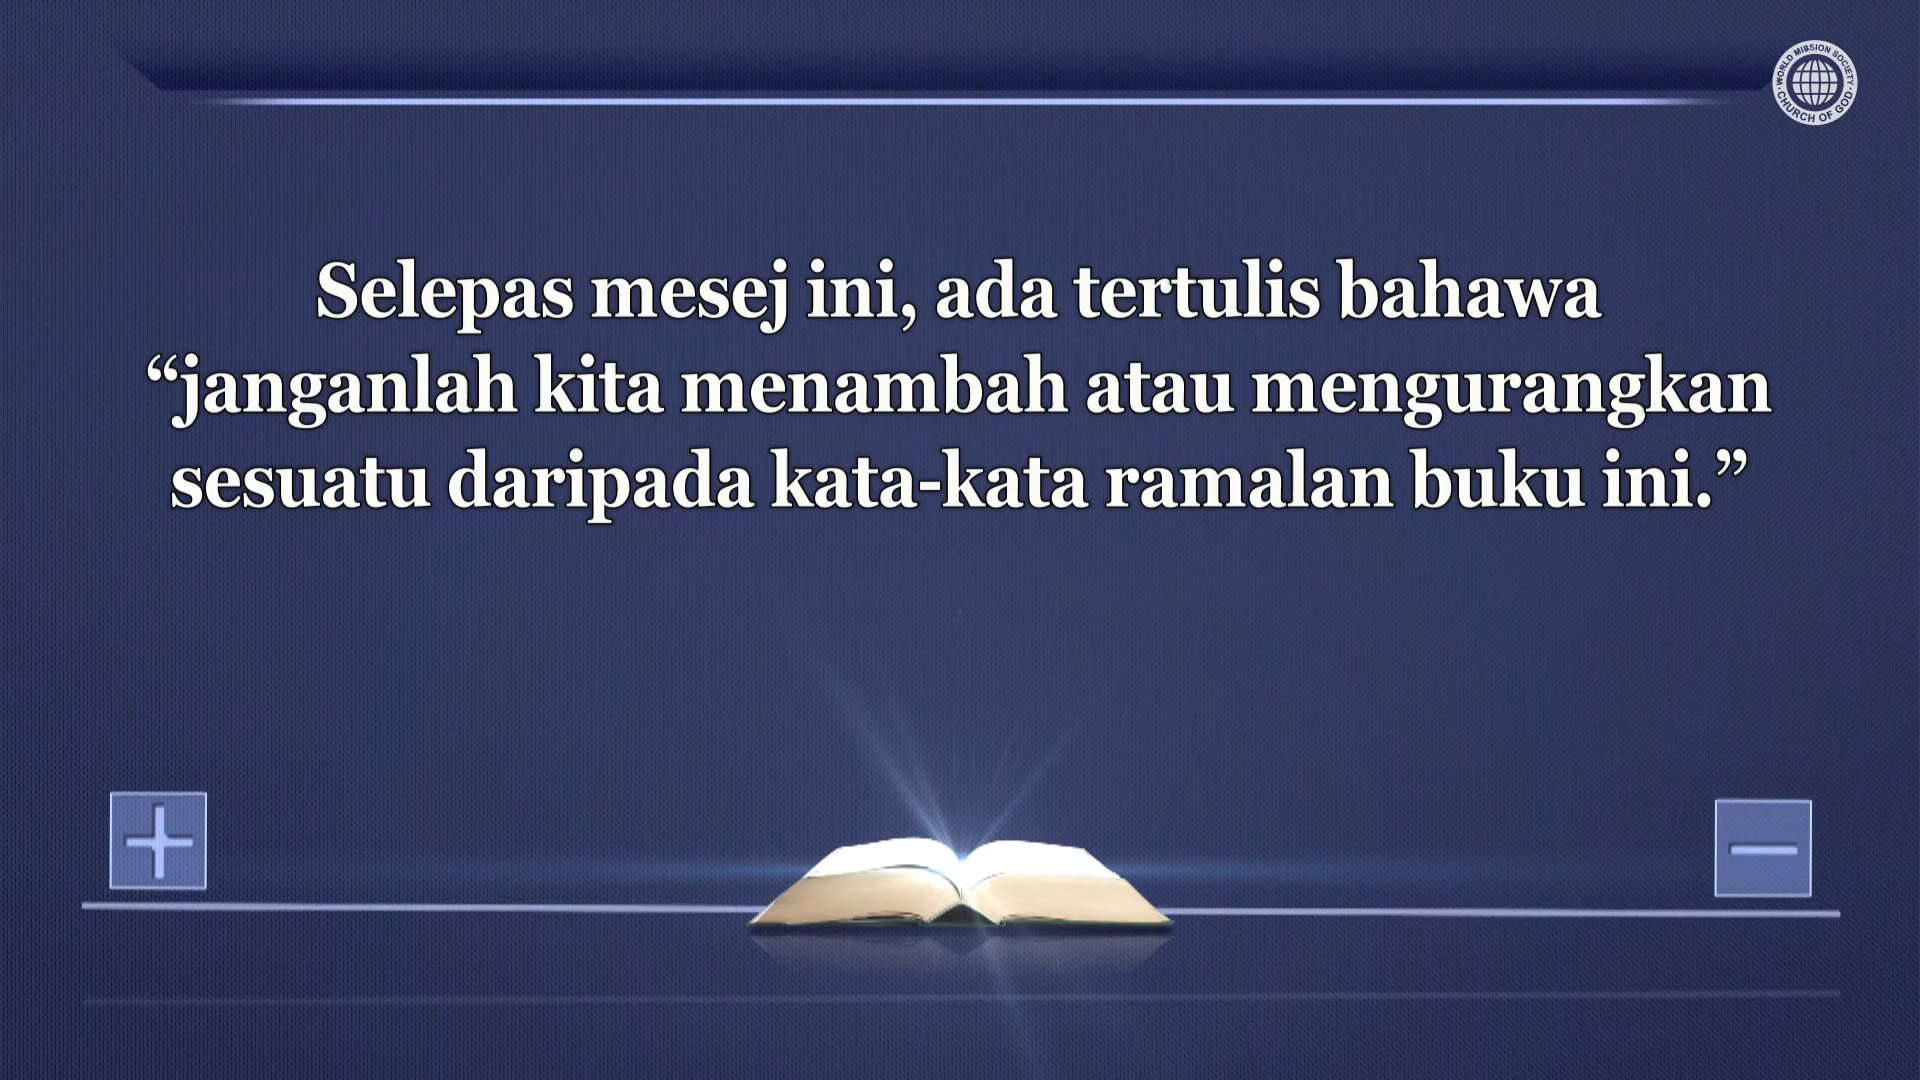 WORLD MISSION SOCIETY
CHURCH OF GOD
Selepas mesej ini, ada tertulis bahawa
“janganlah kita menambah atau mengurangkan
sesuatu daripada kata-kata ramalan buku ini.”